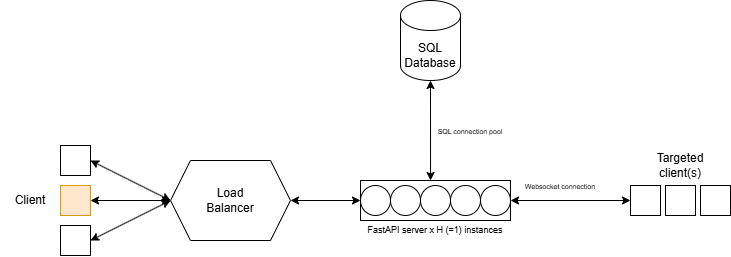 SQL
Database
SQL connection pool
Client
Load
Balancer
FastAPI server x H (=1) instances
Websocket connection
Targeted
client(s)